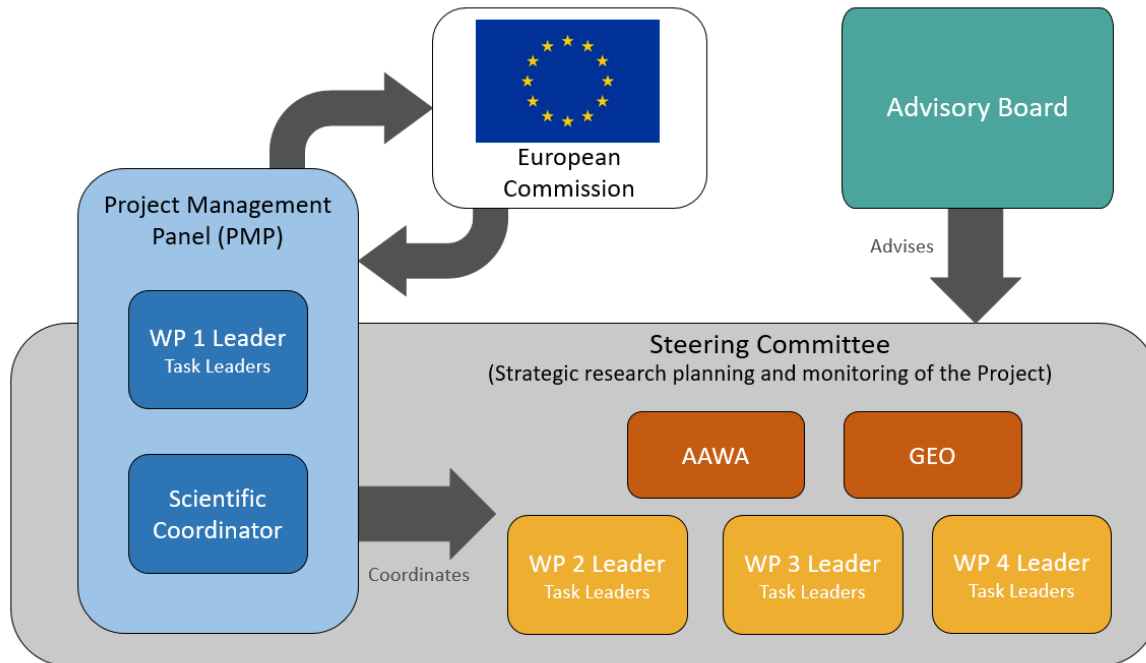 European
Commission
Advisory Board
Project Management
Panel (PMP)
Advises
WP 1 Leader
Task Leaders
Steering Committee
(Strategic research planning and monitoring of the Project)
AAWA
GEO
Scientific
Coordinator
Coordinates
WP 2 Leader
Task Leaders
WP 3 Leader
Task Leaders
WP 4 Leader
Task Leaders